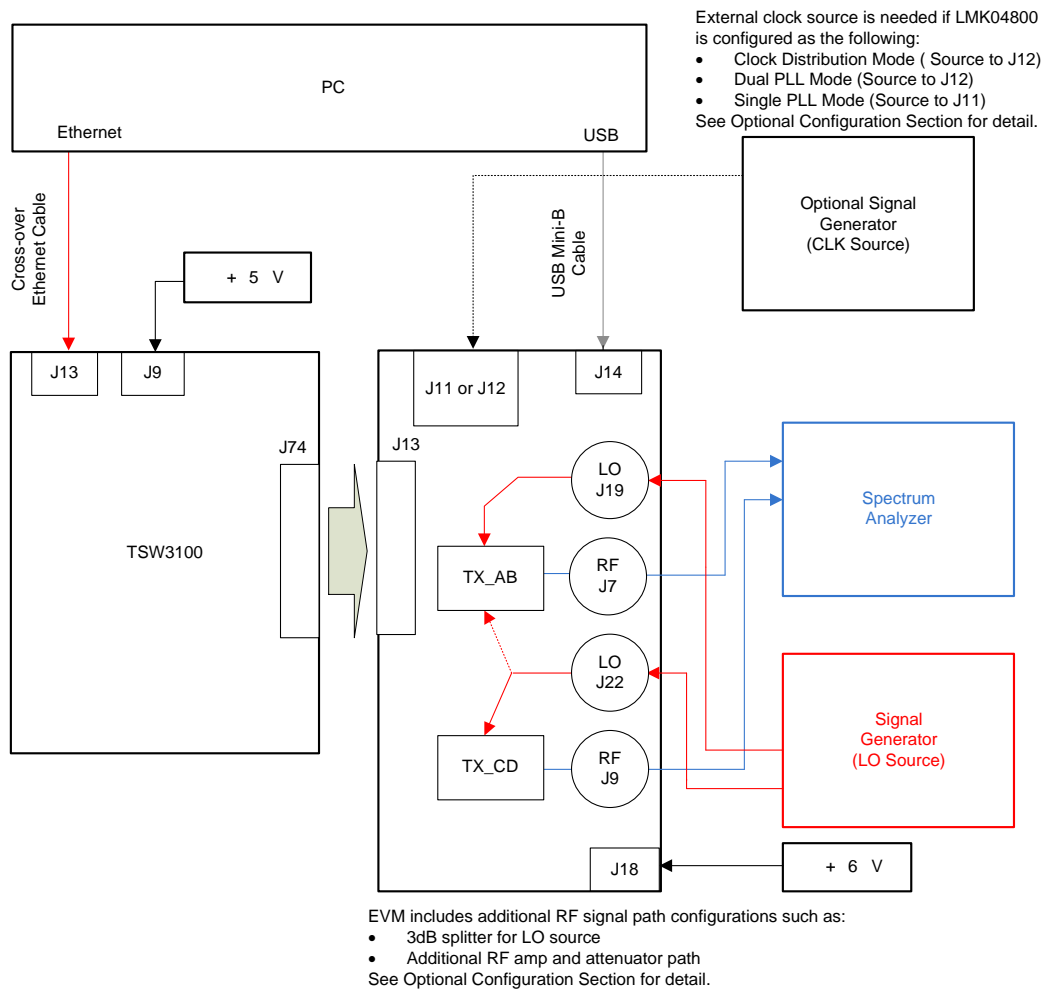 External clock source is needed if LMK04800
is configured as the following:
• Clock Distribution Mode ( Source to J12)
• Dual PLL Mode (Source to J12)
• Single PLL Mode (Source to J11)
See Optional Configuration Section for detail.
PC
Ethernet
USB
Cross-over
Ethernet Cable
USB Mini-B
Cable
Optional Signal
Generator
(CLK Source)
+ 5 V
J13
J9
J11 or J12
J14
J74
J13
TSW3100
LO
J19
TX_AB
RF
J7
LO
J22
TX_CD
RF
J9
Spectrum
Analyzer
Signal
Generator
(LO Source)
J18
+ 6 V
EVM includes additional RF signal path configurations such as:
• 3dB splitter for LO source
• Additional RF amp and attenuator path
See Optional Configuration Section for detail.